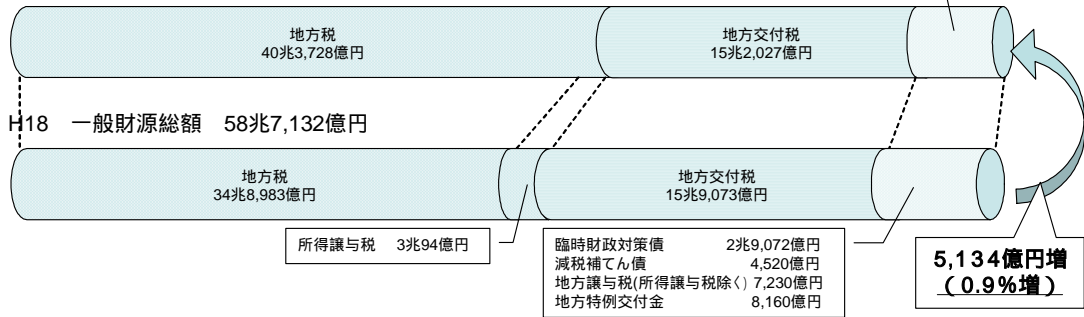 地方税
40兆3,728億円
地方交付税
15兆2,027億円
H18 一般財源総額 58兆7,132億円
地方税
34兆8,983億円
地方交付税
15兆9,073億円
所得譲与税 3兆94億円
臨時財政対策債 2兆9,072億円
減税補てん債 4,520億円
地方譲与税(所得譲与税除く) 7,230億円
地方特例交付金 8,160億円
5,134億円増
(0.9%増)